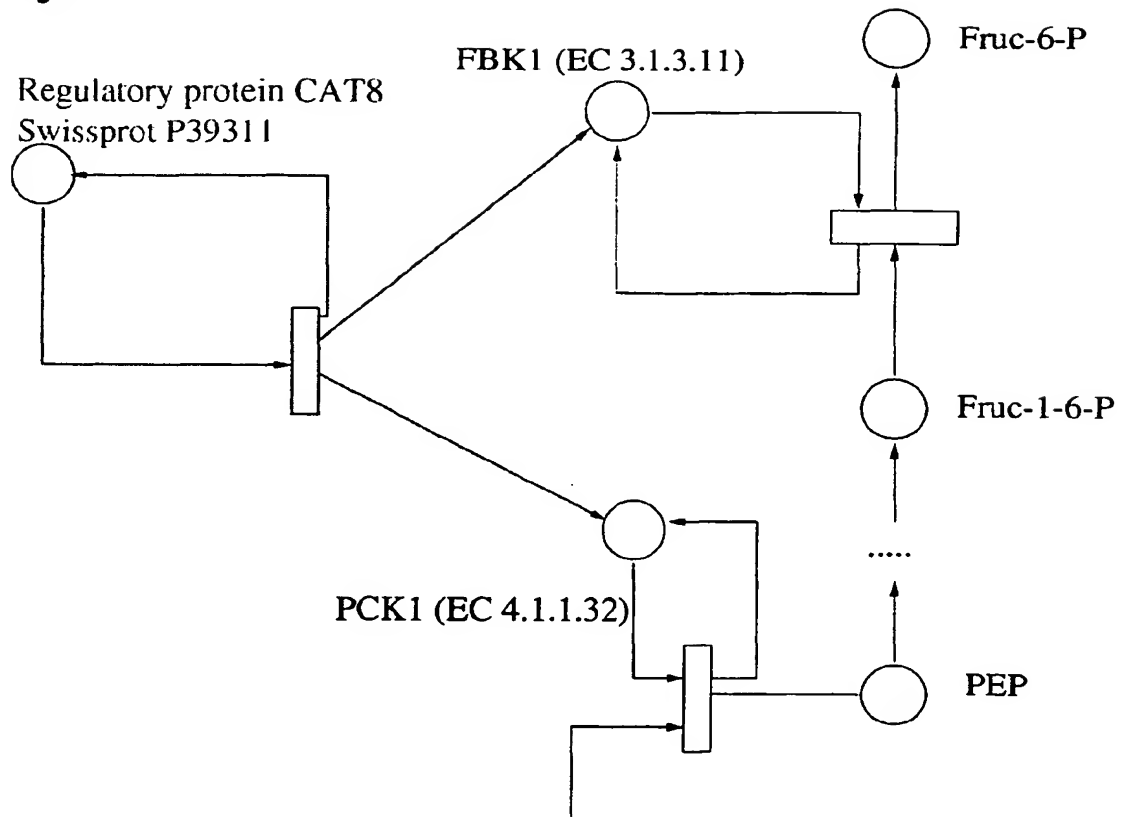 Fruc-6-P
FBK1 (EC 3.1.3.11)
Regulatory protein CAT8
Swissprot P39311
Fruc-1-6-P
.....
PCK1 (EC 4.1.1.32)
PEP